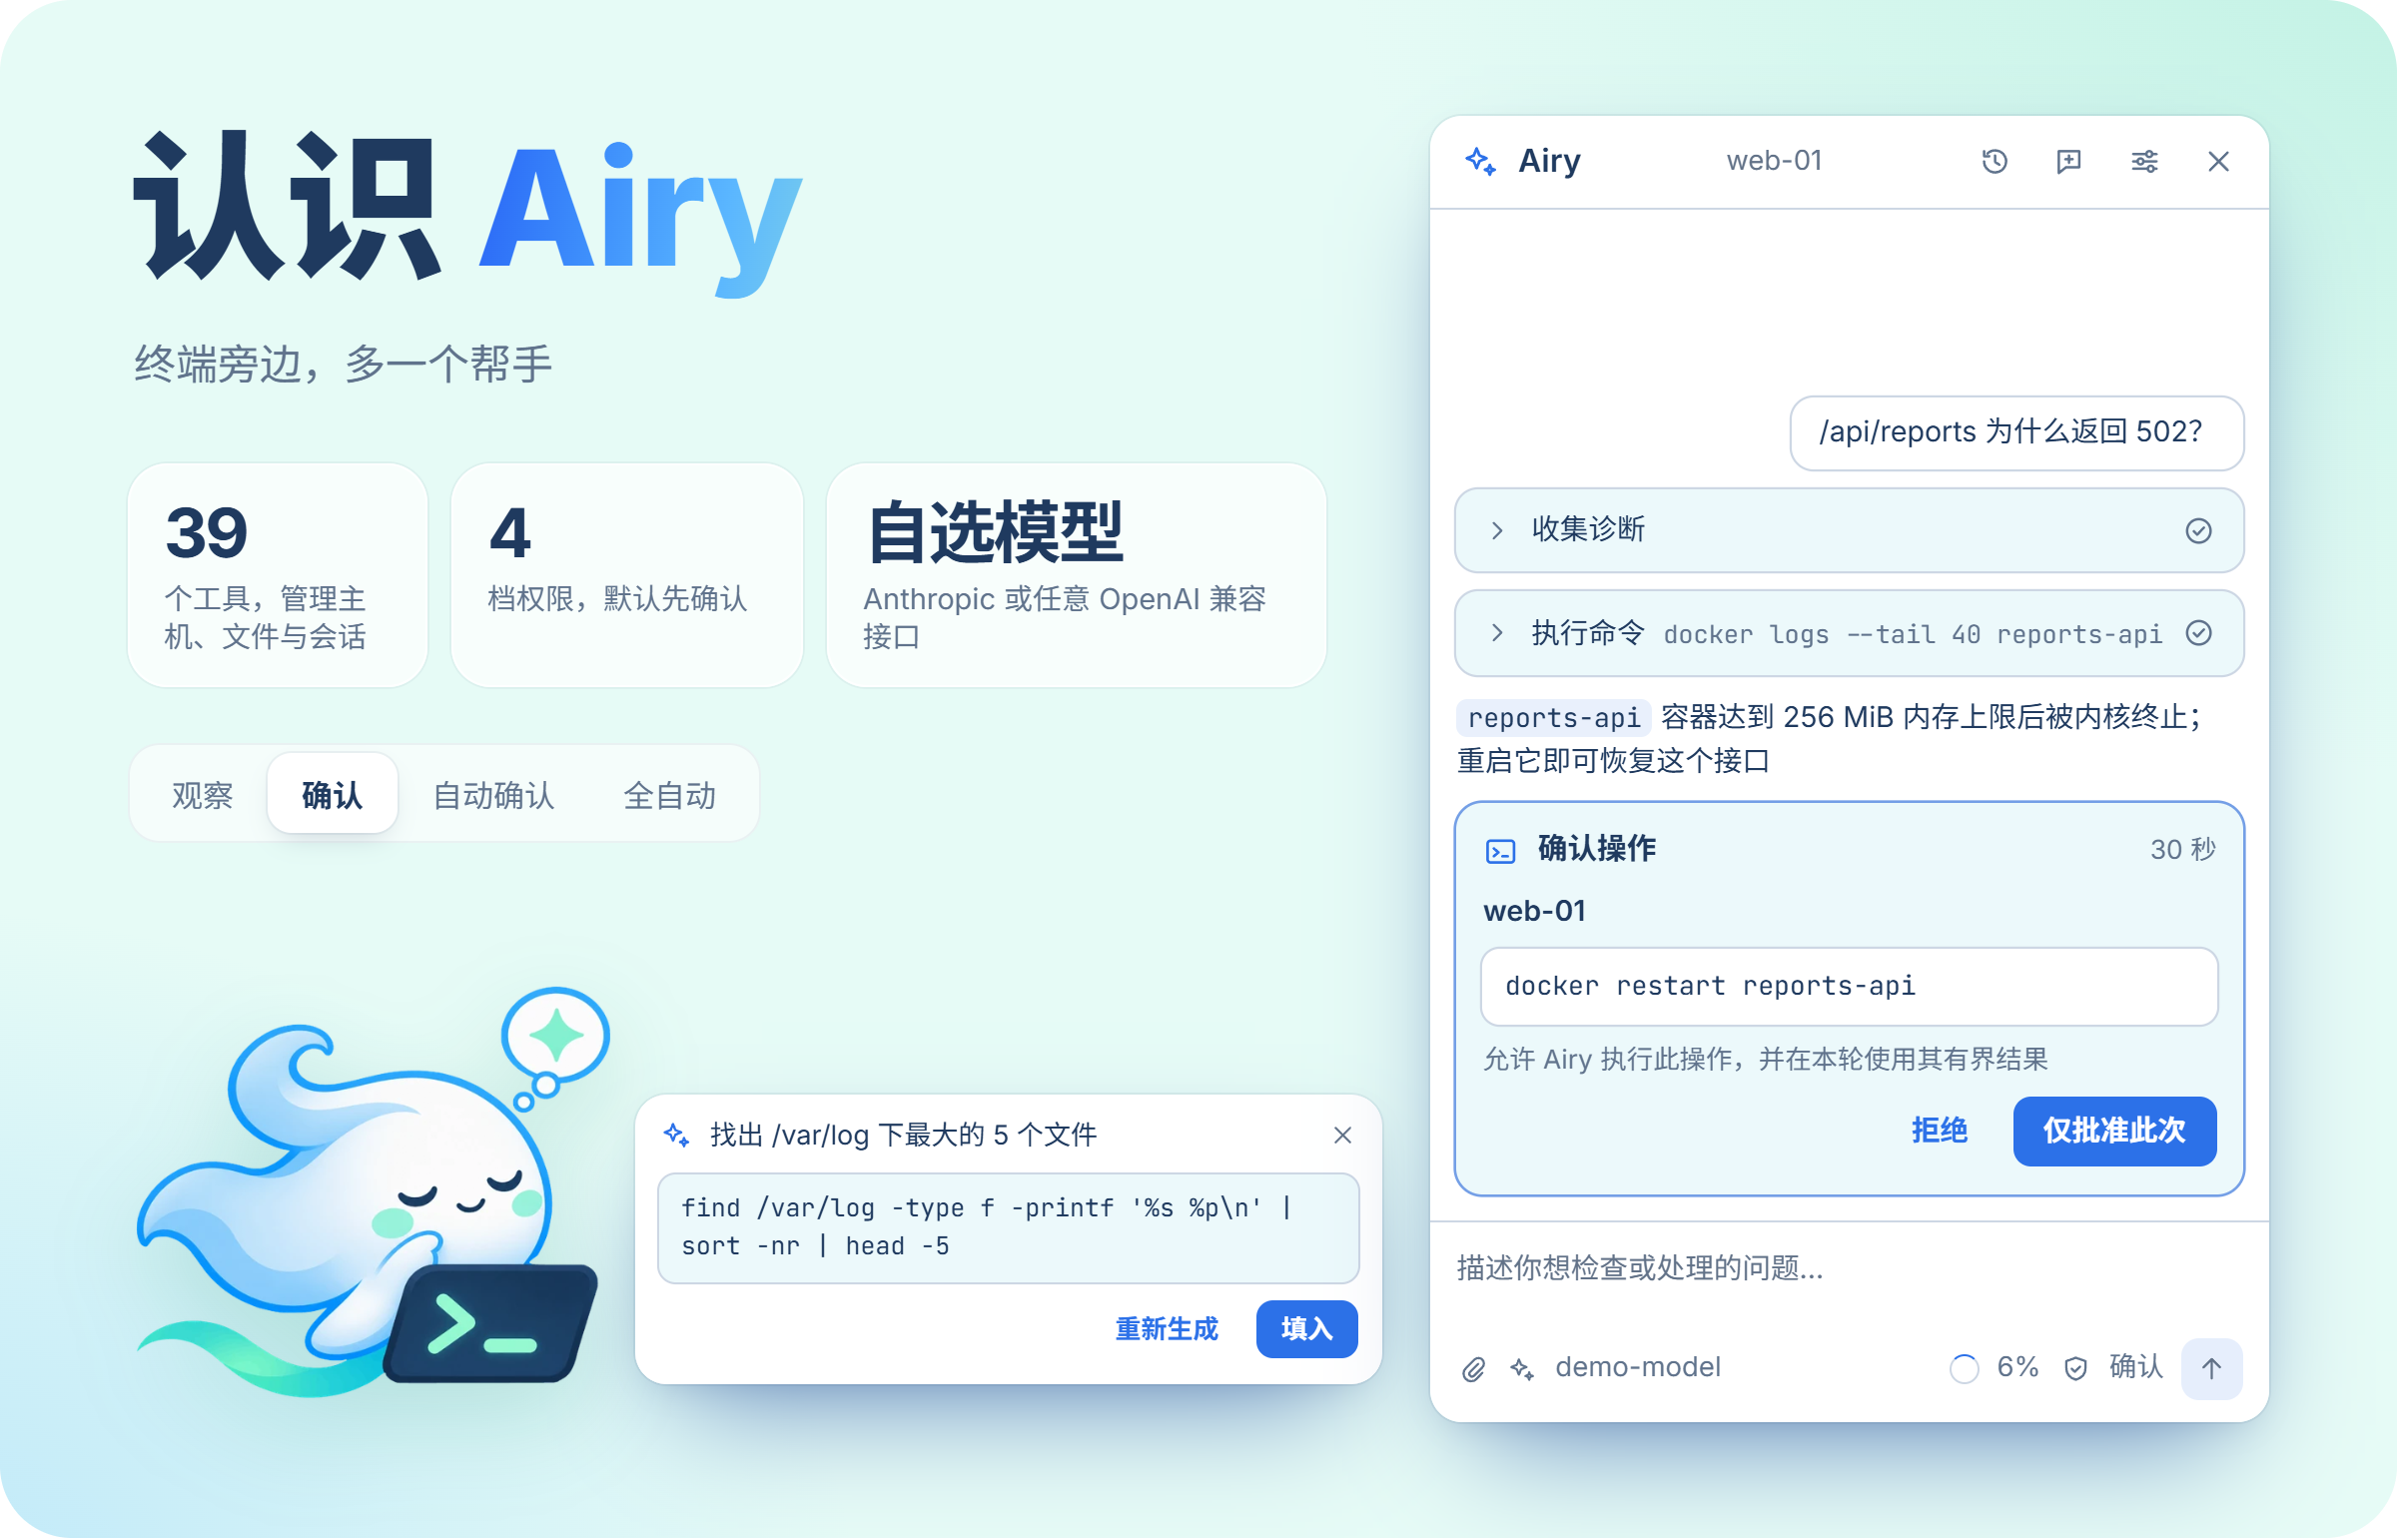 认识 Airy
终端旁边，多一个帮手
39
个工具，管理主
机、文件与会话
4
档权限，默认先确认
自选模型
Anthropic 或任意 OpenAI 兼容
接口
观察
确认
自动确认
全自动
找出 /var/log 下最大的 5 个文件
find /var/log -type f -printf '%s %p\n' |
sort -nr | head -5
重新生成
填入
Airy
web-01
/api/reports 为什么返回 502？
收集诊断
执行命令 docker logs --tail 40 reports-api
reports-api 容器达到 256 MiB 内存上限后被内核终止；
重启它即可恢复这个接口
确认操作
30 秒
web-01
docker restart reports-api
允许 Airy 执行此操作，并在本轮使用其有界结果
拒绝
仅批准此次
描述你想检查或处理的问题...
demo-model
6%
确认